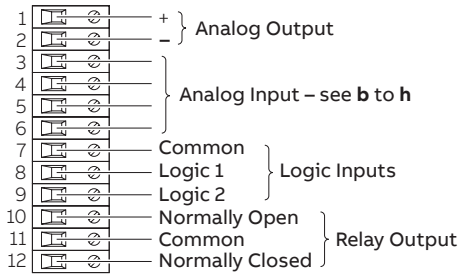 1 +
2 – Analog Output
3
4
5 Analog Input – see b to h
6
7 Common
8 Logic 1 Logic Inputs
9 Logic 2
10 Normally Open
11 Common Relay Output
12 Normally Closed